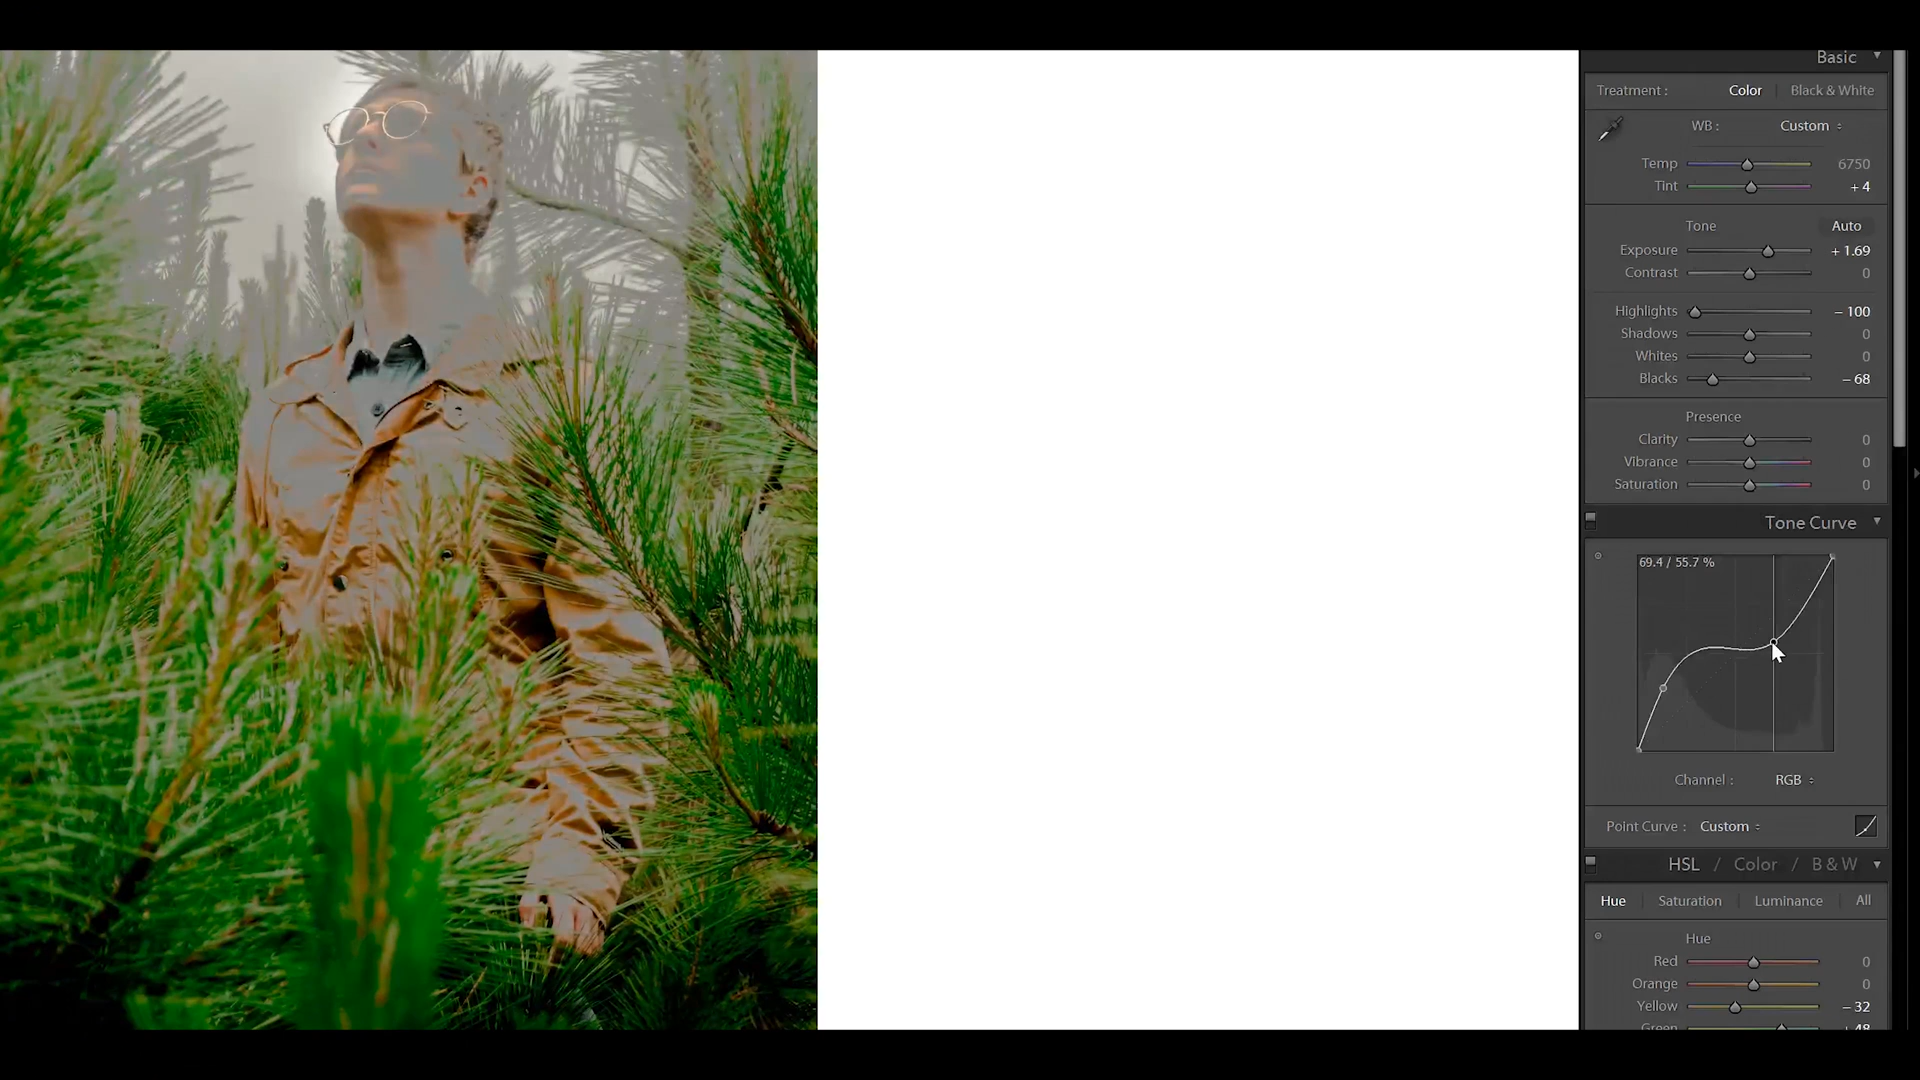 Basic
Treatment : Color Black & White
WB : Custom
Temp 6750
Tint + 4
Tone Auto
Exposure + 1.69
Contrast 0
Highlights − 100
Shadows 0
Whites 0
Blacks − 68
Presence
Clarity 0
Vibrance 0
Saturation 0
Tone Curve
69.4 / 55.7 %
Channel : RGB
Point Curve : Custom
HSL / Color / B & W
Hue Saturation Luminance All
Hue
Red 0
Orange 0
Yellow − 32
Green + 48